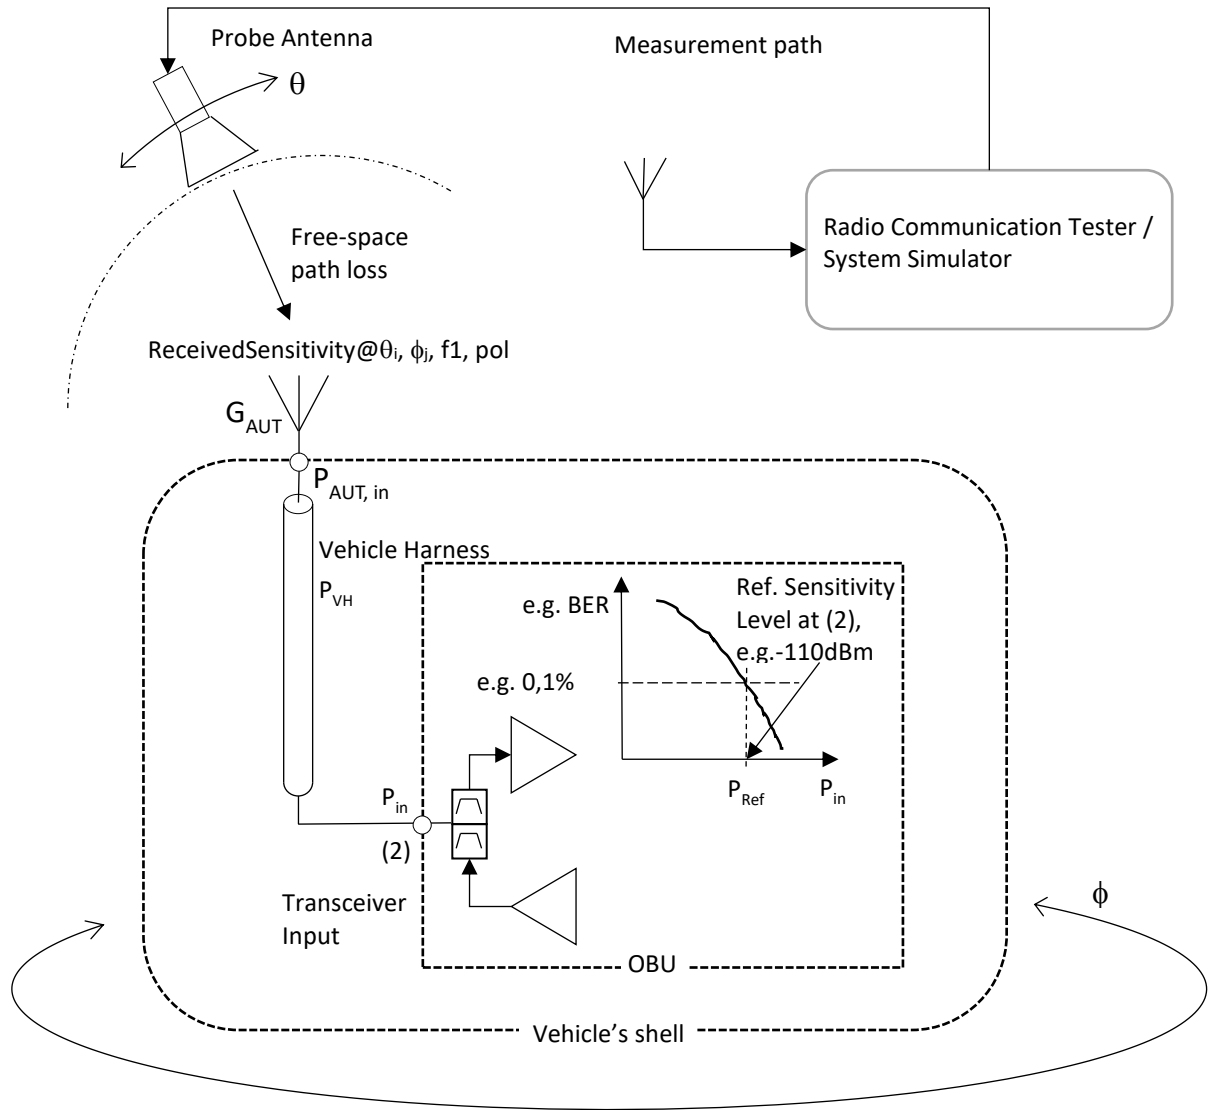 Probe Antenna
Measurement path
θ
Radio Communication Tester /
System Simulator
Free-space
path loss
ReceivedSensitivity@θi, ϕj, f1, pol
GAUT
PAUT, in
Vehicle Harness
PVH
e.g. BER
Ref. Sensitivity
Level at (2),
e.g.-110dBm
e.g. 0,1%
PRef
Pin
Pin
(2)
Transceiver
Input
ϕ
OBU
Vehicle’s shell